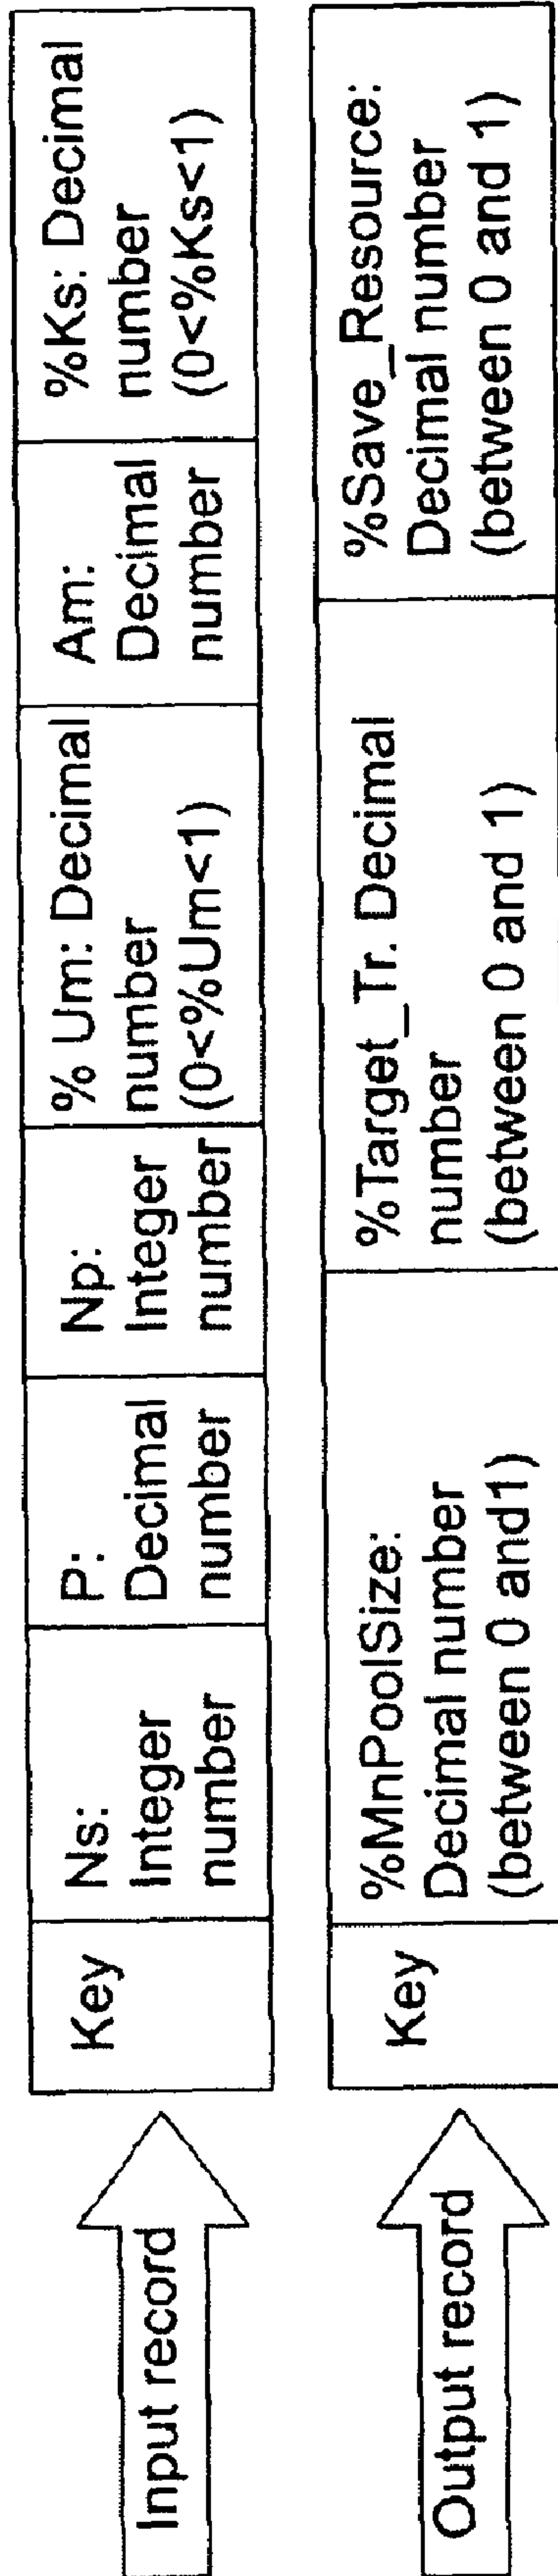 Input record
Key
Ns:
Integer
number
P:
Decimal
number
Np:
Integer
number
% Um: Decimal
number
(0<%Um<1)
Am:
Decimal
number
%Ks: Decimal
number
(0<%Ks<1)
Output record
Key
%MnPoolSize:
Decimal number
(between 0 and1)
%Target_Tr. Decimal
number
(between 0 and 1)
%Save_Resource:
Decimal number
(between 0 and 1)